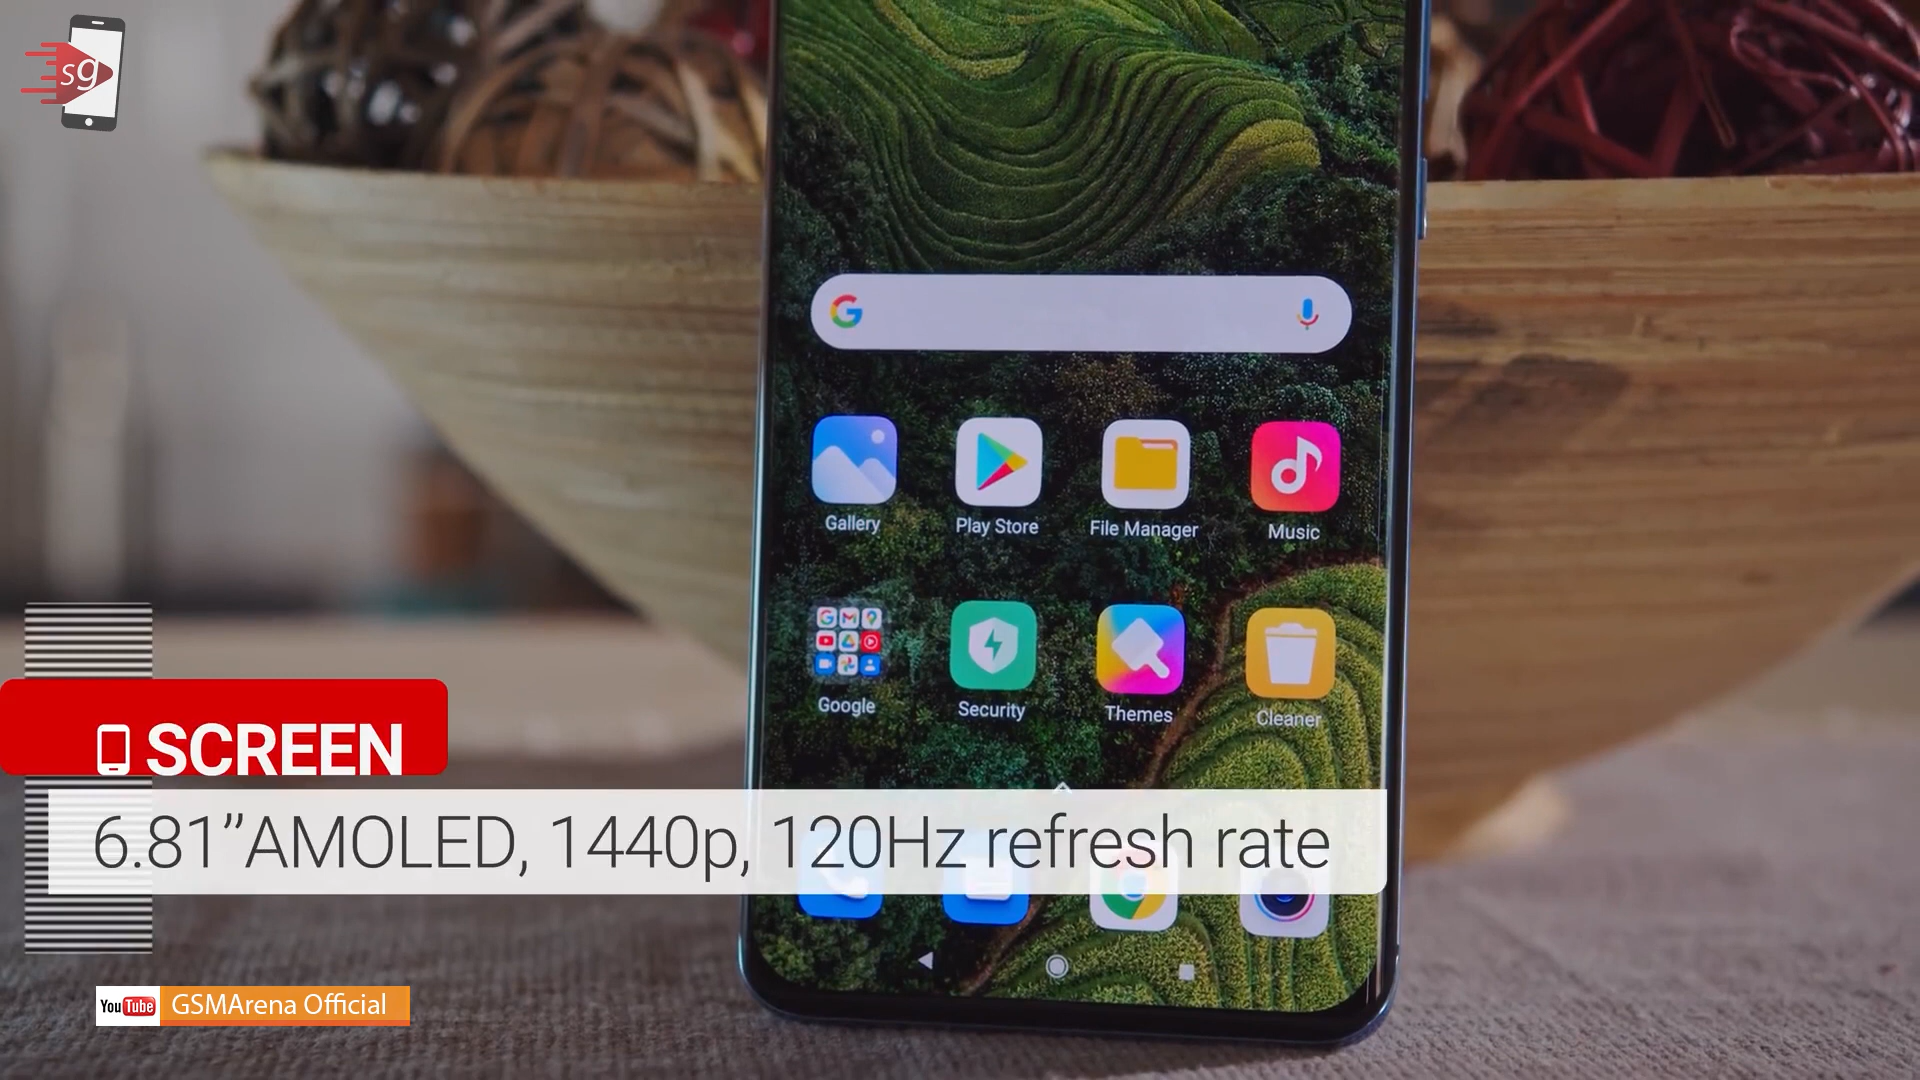 sg
Gallery
Play Store
File Manager
Music
Google
Security
Themes
Cleaner
SCREEN
6.81”AMOLED, 1440p, 120Hz refresh rate
YouTube GSMArena Official